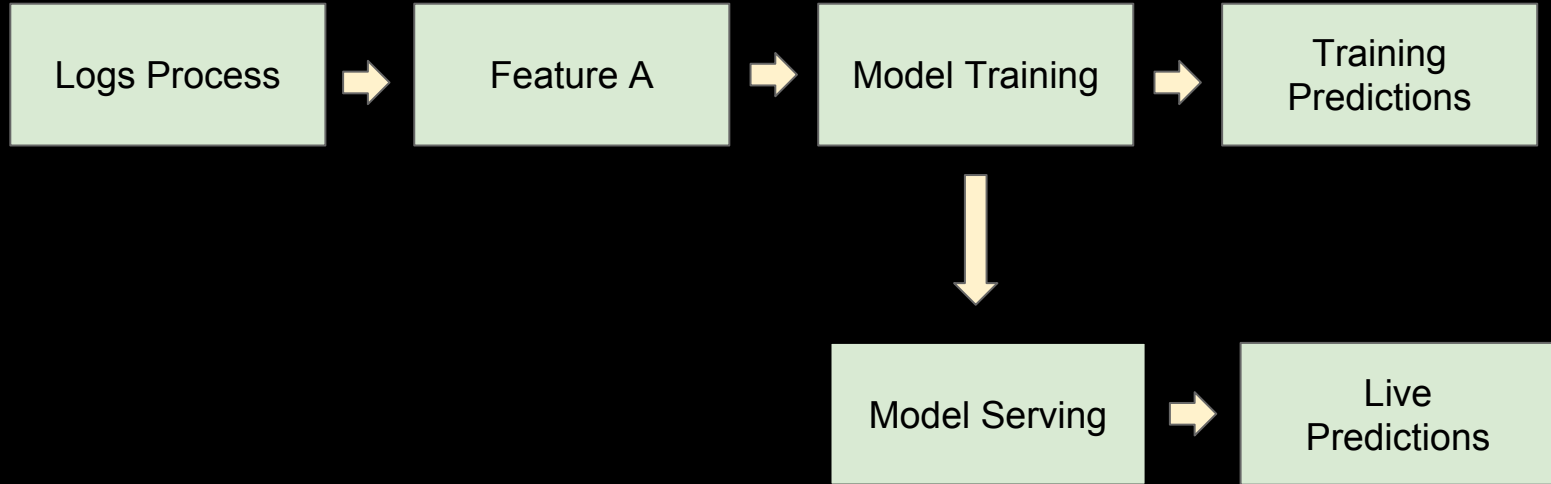 Logs Process
Feature A
Model Training
Training
Predictions
Model Serving
Live
Predictions